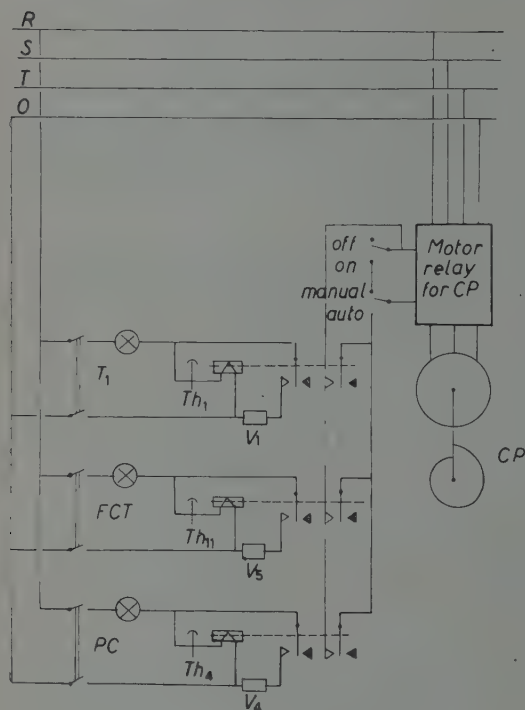 R
S
T
O
off
on
manual
auto
Motor
relay
for CP
T1
Th1
V1
CP
FCT
Th11
V5
PC
Th4
V4